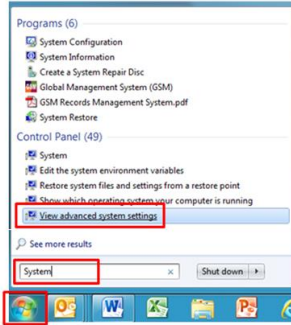 Programs (6)
System Configuration
System Information
Create a System Repair Disc
Global Management System (GSM)
GSM Records Management System.pdf
System Restore
Control Panel (49)
System
Edit the system environment variables
Restore system files and settings from a restore point
Show which operating system your computer is running
View advanced system settings
See more results
System
Shut down